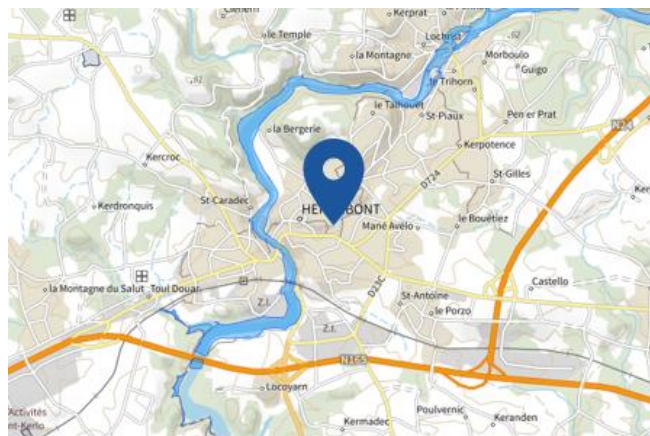 Kerprat
le Temple
Lochrist
la Montagne
Morboulo
Guigo
le Trihorn
le Talhouët
St-Piaux
Pen er Prat
la Bergerie
N24
Kerpotence
Kercroc
D724
St-Gilles
Kerdronquis
St-Caradec
Mané Avelo
le Bouëtiez
la Montagne du Salut
Toul Douar
Castello
Z.I.
D23C
St-Antoine
le Porzo
Z.I.
N165
Locoyarn
Activités
Kermadec
Poulvernic
Keranden